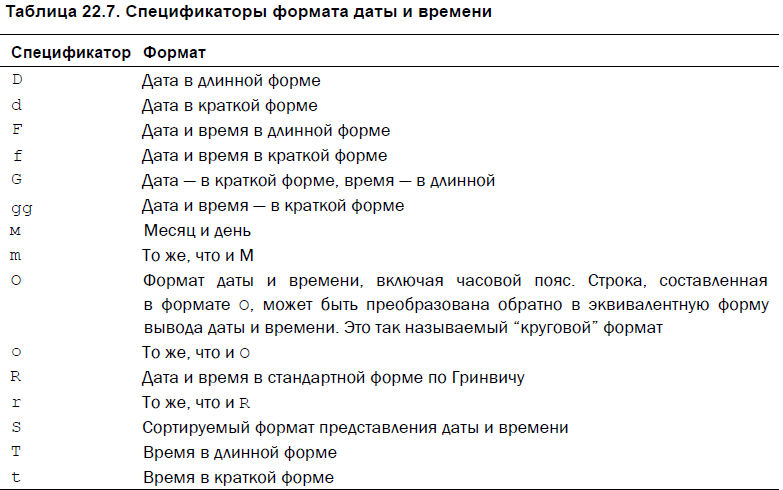 Таблица 22.7. Спецификаторы формата даты и времени
Спецификатор Формат
D Дата в длинной форме
d Дата в краткой форме
F Дата и время в длинной форме
f Дата и время в краткой форме
G Дата — в краткой форме, время — в длинной
gg Дата и время — в краткой форме
м Месяц и день
m То же, что и М
O Формат даты и времени, включая часовой пояс. Строка, составленная
в формате O, может быть преобразована обратно в эквивалентную форму
вывода даты и времени. Это так называемый “круговой” формат
o То же, что и O
R Дата и время в стандартной форме по Гринвичу
r То же, что и R
S Сортируемый формат представления даты и времени
T Время в длинной форме
t Время в краткой форме